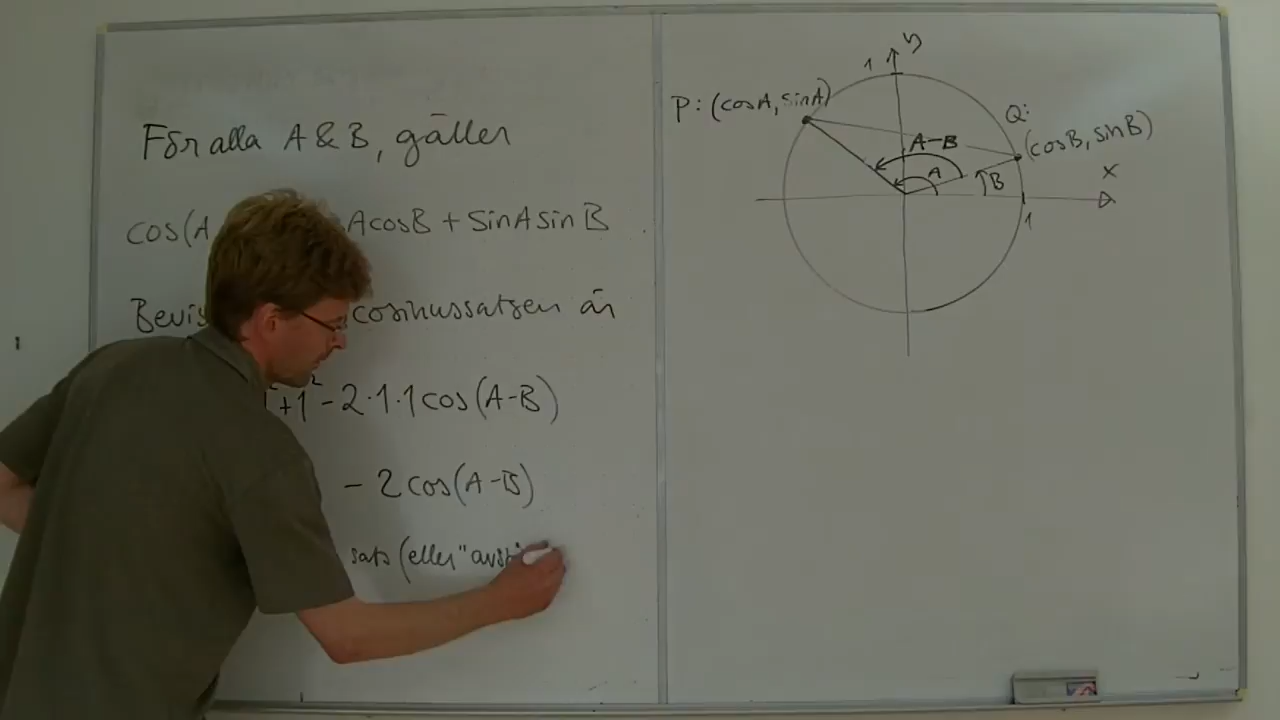 För alla A & B, gäller
cos(A AcosB + sinAsinB
Bevis cosinussatsen är
1²+1²-2·1·1cos(A-B)
- 2cos(A-B)
sats (eller "avst
y
1
P: (cosA, sinA)
Q:
(cosB, sinB)
A-B
A
B
x
1